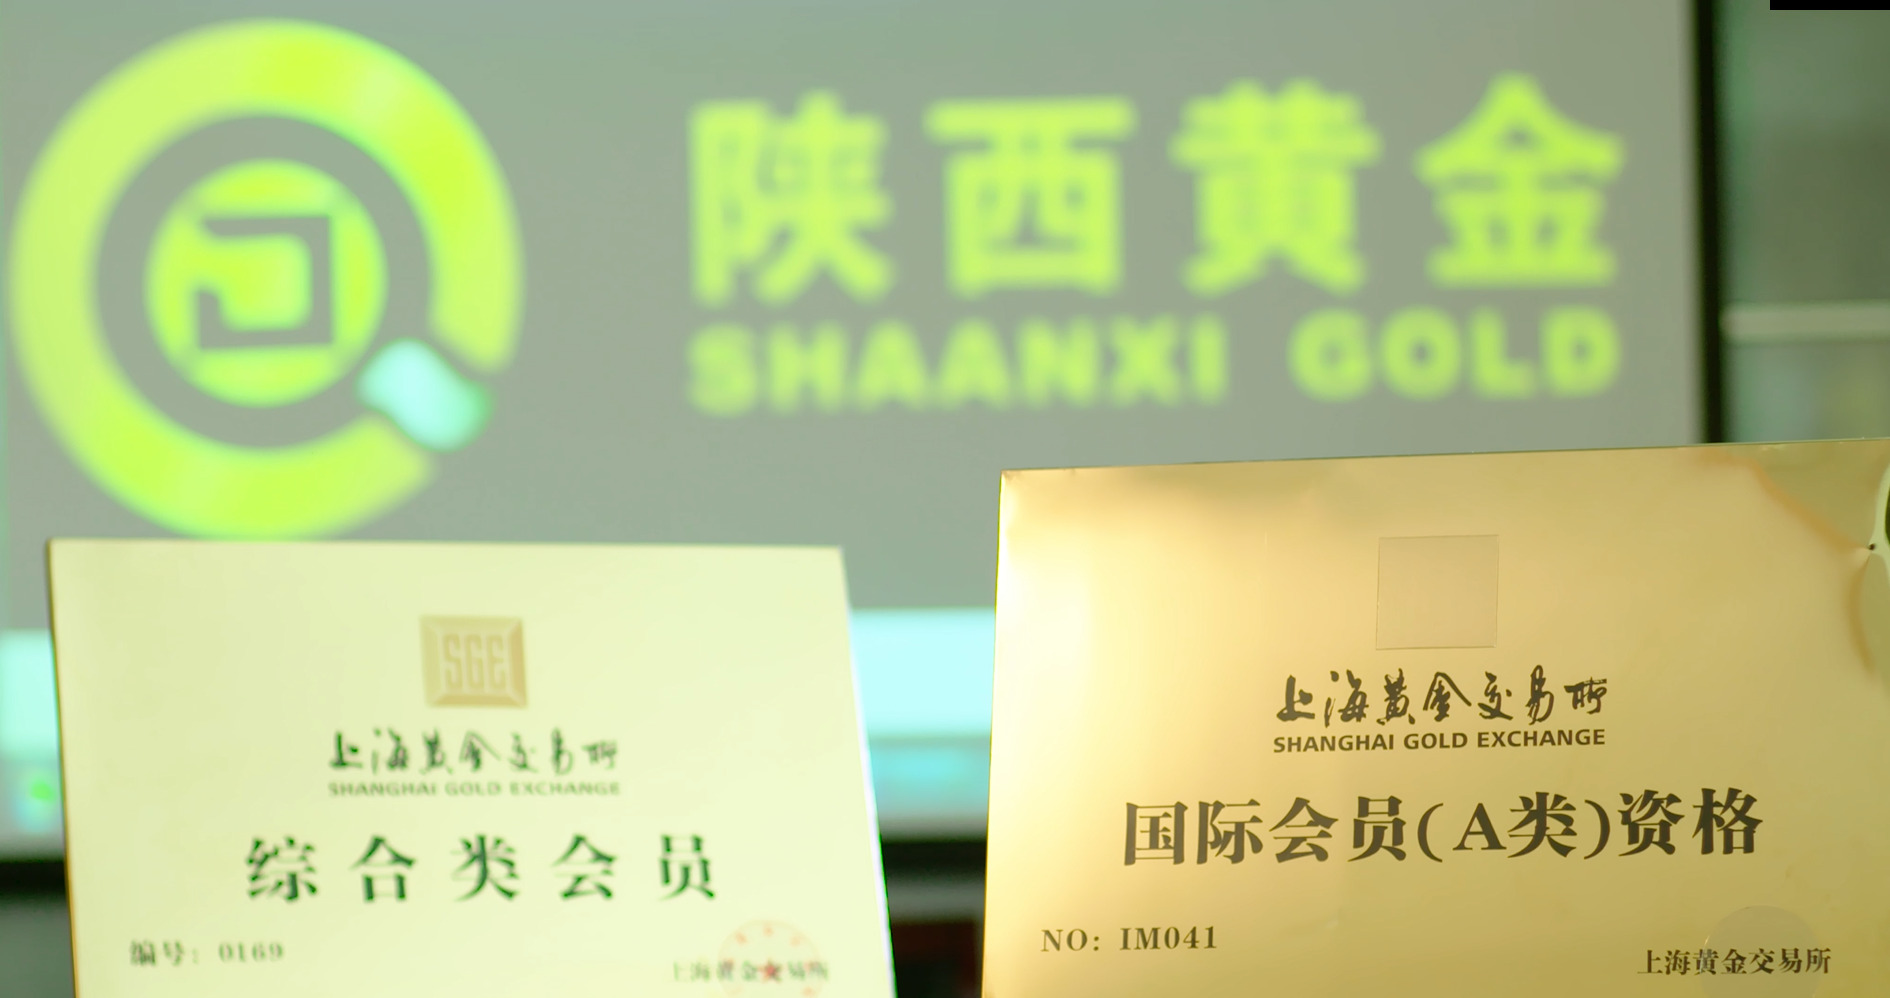 陕西黄金
SHAANXI GOLD
SGE
上海黄金交易所
SHANGHAI GOLD EXCHANGE
综合类会员
编号：0169
上海黄金交易所
上海黄金交易所
SHANGHAI GOLD EXCHANGE
国际会员(A类)资格
NO：IM041
上海黄金交易所